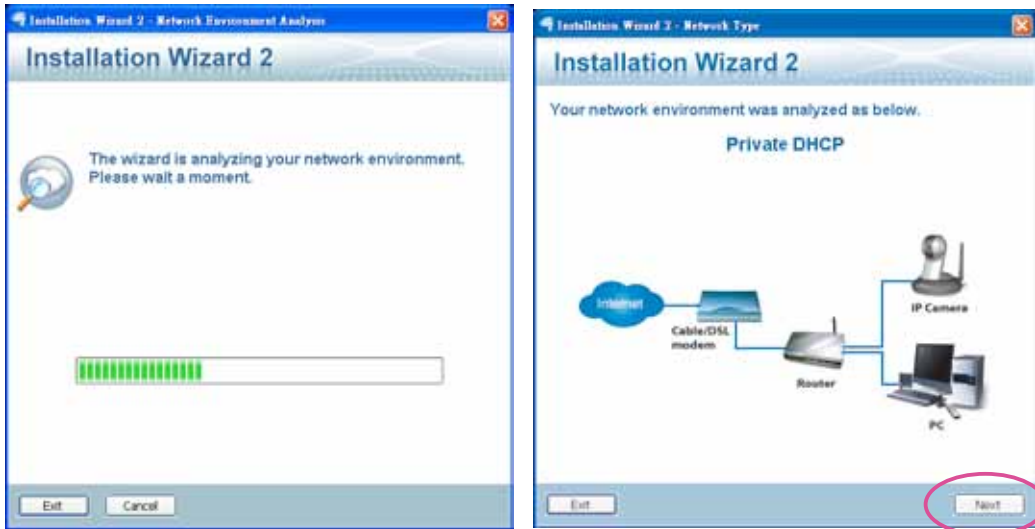 Installation Wizard 2 - Network Environment Analysis
Installation Wizard 2
The wizard is analyzing your network environment.
Please wait a moment.
Exit
Cancel
Installation Wizard 2 - Network Type
Installation Wizard 2
Your network environment was analyzed as below.
Private DHCP
Internet
Cable/DSL
modem
Router
IP Camera
PC
Exit
Next